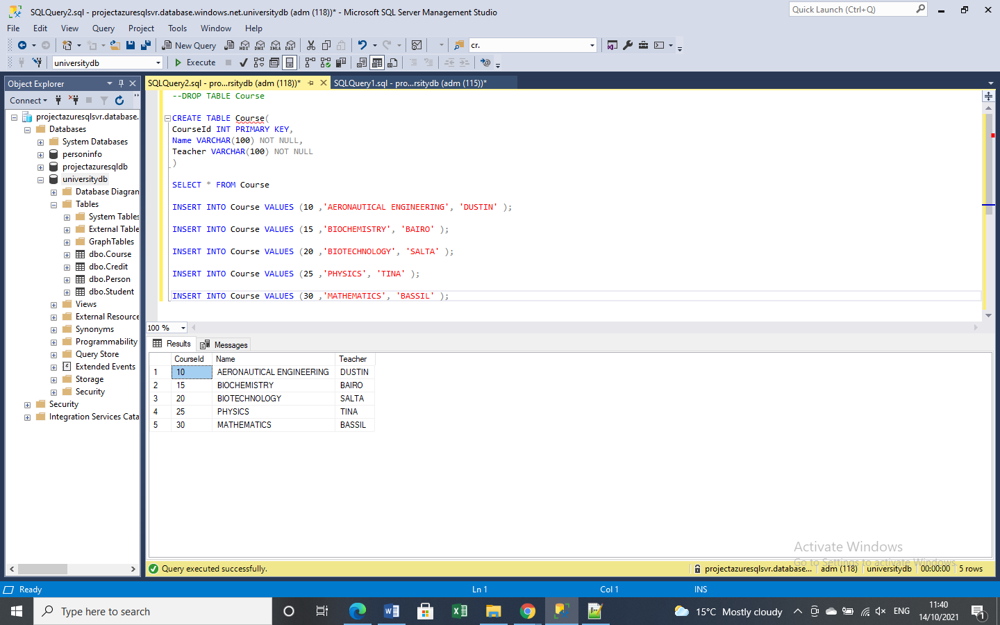 SQLQuery2.sql - projectazuresqlsvr.database.windows.net.universitydb (adm (118))* - Microsoft SQL Server Management Studio
Quick Launch (Ctrl+Q)
File Edit View Query Project Tools Window Help
New Query
MDX DMX XMLA DAX
cr.
universitydb
Execute
Object Explorer
SQLQuery2.sql - pro...rsitydb (adm (118))*
SQLQuery1.sql - pro...rsitydb (adm (115))*
Connect
projectazuresqlsvr.database.
Databases
System Databases
personinfo
projectazuresqldb
universitydb
Database Diagran
Tables
System Tables
External Table
GraphTables
dbo.Course
dbo.Credit
dbo.Person
dbo.Student
Views
External Resource
Synonyms
Programmability
Query Store
Extended Events
Storage
Security
Security
Integration Services Cata
--DROP TABLE Course
CREATE TABLE Course(
CourseId INT PRIMARY KEY,
Name VARCHAR(100) NOT NULL,
Teacher VARCHAR(100) NOT NULL
)
SELECT * FROM Course
INSERT INTO Course VALUES (10 ,'AERONAUTICAL ENGINEERING', 'DUSTIN' );
INSERT INTO Course VALUES (15 ,'BIOCHEMISTRY', 'BAIRO' );
INSERT INTO Course VALUES (20 ,'BIOTECHNOLOGY', 'SALTA' );
INSERT INTO Course VALUES (25 ,'PHYSICS', 'TINA' );
INSERT INTO Course VALUES (30 ,'MATHEMATICS', 'BASSIL' );
100 %
Results Messages
CourseId Name Teacher
1 10 AERONAUTICAL ENGINEERING DUSTIN
2 15 BIOCHEMISTRY BAIRO
3 20 BIOTECHNOLOGY SALTA
4 25 PHYSICS TINA
5 30 MATHEMATICS BASSIL
Activate Windows
Go to Settings to activate Windows.
Query executed successfully.
projectazuresqlsvr.database... adm (118) universitydb 00:00:00 5 rows
Ready
Ln 1 Col 1 INS
Type here to search
15°C Mostly cloudy
ENG
11:40
14/10/2021
1